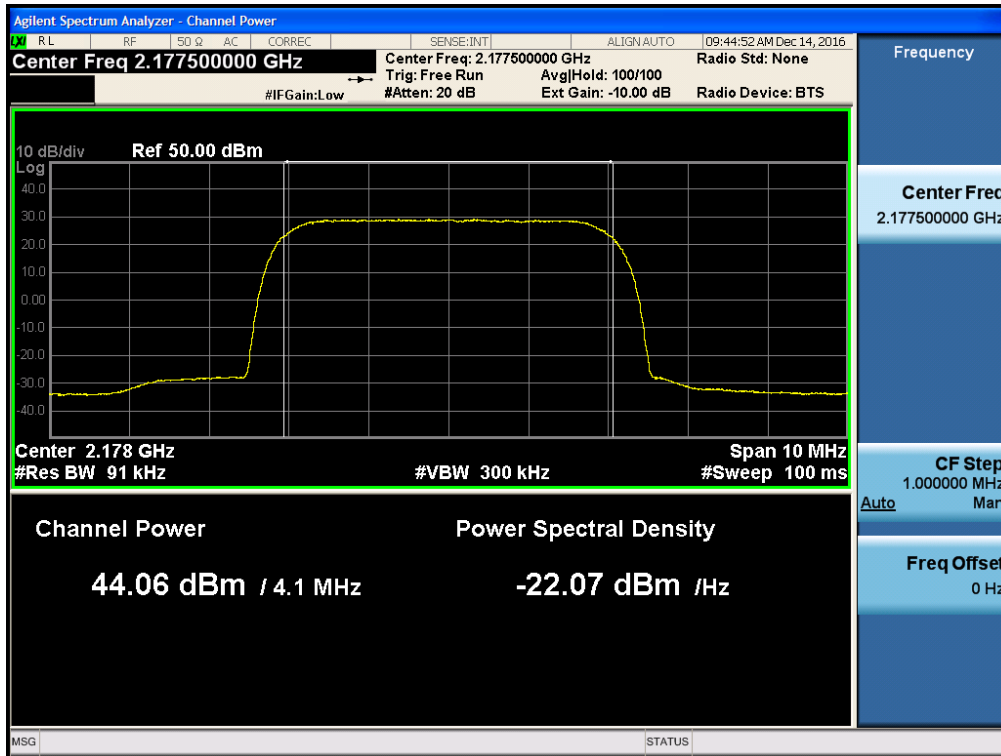 Agilent Spectrum Analyzer - Channel Power
LXI RL RF 50 Ω AC CORREC SENSE:INT ALIGN AUTO 09:44:52 AM Dec 14, 2016
Center Freq 2.177500000 GHz
Center Freq: 2.177500000 GHz Radio Std: None
Trig: Free Run Avg|Hold: 100/100
#IFGain:Low #Atten: 20 dB Ext Gain: -10.00 dB Radio Device: BTS
10 dB/div Ref 50.00 dBm
Log
40.0
30.0
20.0
10.0
0.00
-10.0
-20.0
-30.0
-40.0
Center 2.178 GHz Span 10 MHz
#Res BW 91 kHz #VBW 300 kHz #Sweep 100 ms
Channel Power Power Spectral Density
44.06 dBm / 4.1 MHz -22.07 dBm /Hz
Frequency
Center Freq
2.177500000 GHz
CF Step
1.000000 MHz
Auto Man
Freq Offset
0 Hz
MSG STATUS